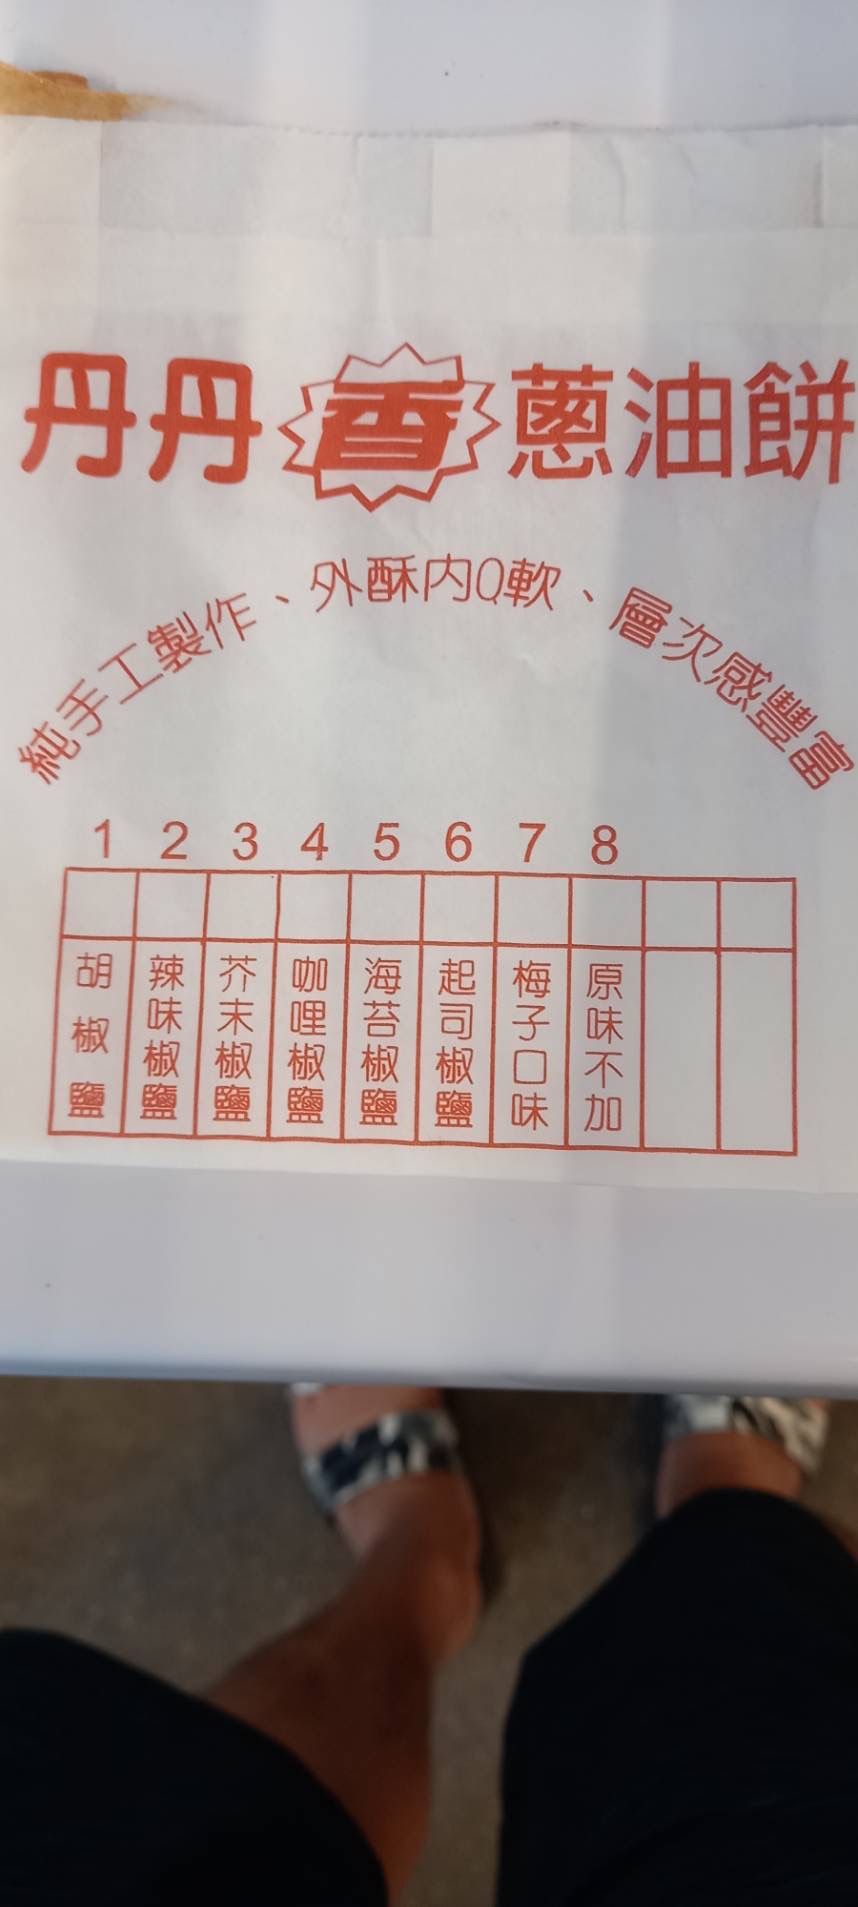 丹丹香蔥油餅
純手工製作、外酥內Q軟、層次感豐富
1 2 3 4 5 6 7 8
胡椒鹽
辣味椒鹽
芥末椒鹽
咖哩椒鹽
海苔椒鹽
起司椒鹽
梅子口味
原味不加